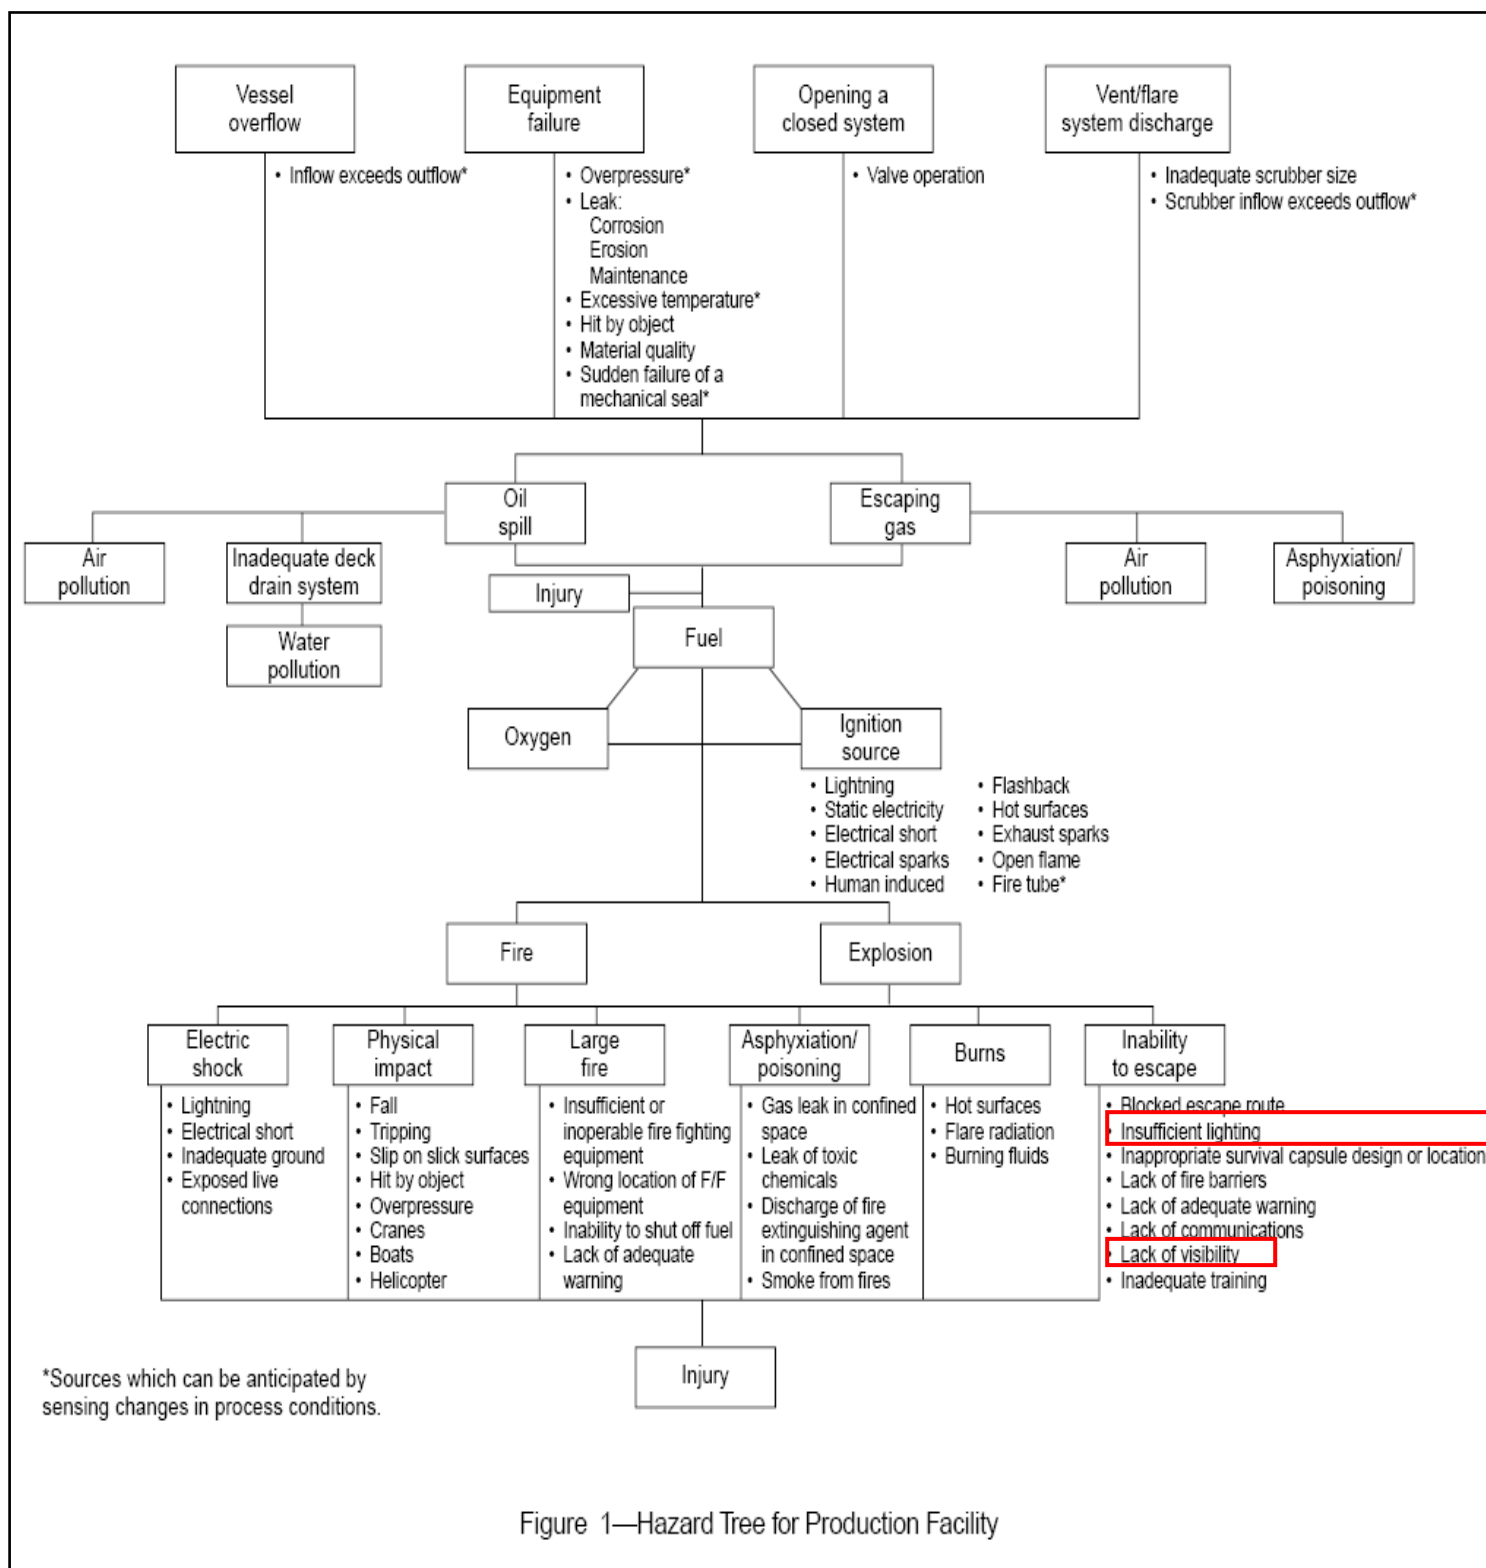 Vessel
overflow
Equipment
failure
Opening a
closed system
Vent/flare
system discharge
• Inflow exceeds outflow*
• Overpressure*
• Leak:
Corrosion
Erosion
Maintenance
• Excessive temperature*
• Hit by object
• Material quality
• Sudden failure of a
mechanical seal*
• Valve operation
• Inadequate scrubber size
• Scrubber inflow exceeds outflow*
Oil
spill
Escaping
gas
Air
pollution
Inadequate deck
drain system
Water
pollution
Injury
Air
pollution
Asphyxiation/
poisoning
Fuel
Oxygen
Ignition
source
• Lightning
• Static electricity
• Electrical short
• Electrical sparks
• Human induced
• Flashback
• Hot surfaces
• Exhaust sparks
• Open flame
• Fire tube*
Fire
Explosion
Electric
shock
• Lightning
• Electrical short
• Inadequate ground
• Exposed live
connections
Physical
impact
• Fall
• Tripping
• Slip on slick surfaces
• Hit by object
• Overpressure
• Cranes
• Boats
• Helicopter
Large
fire
• Insufficient or
inoperable fire fighting
equipment
• Wrong location of F/F
equipment
• Inability to shut off fuel
• Lack of adequate
warning
Asphyxiation/
poisoning
• Gas leak in confined
space
• Leak of toxic
chemicals
• Discharge of fire
extinguishing agent
in confined space
• Smoke from fires
Burns
• Hot surfaces
• Flare radiation
• Burning fluids
Inability
to escape
• Blocked escape route
• Insufficient lighting
• Inappropriate survival capsule design or location
• Lack of fire barriers
• Lack of adequate warning
• Lack of communications
• Lack of visibility
• Inadequate training
Injury
*Sources which can be anticipated by
sensing changes in process conditions.
Figure 1—Hazard Tree for Production Facility